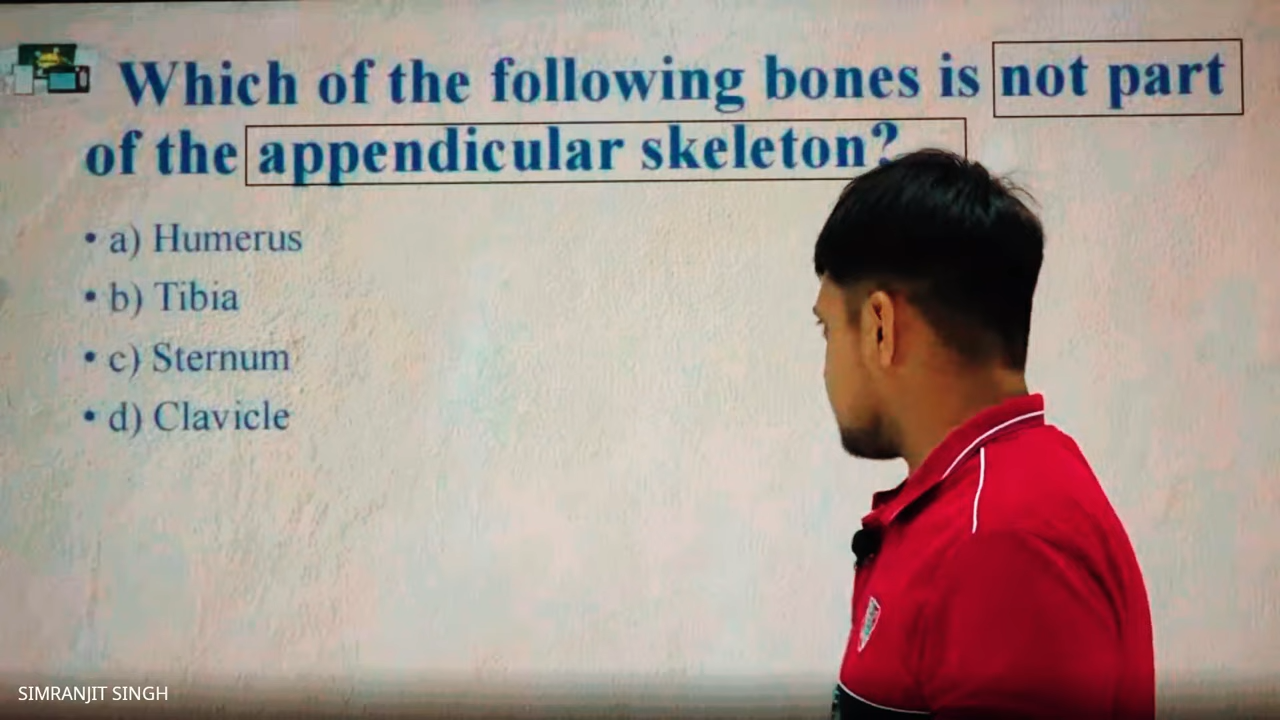 Which of the following bones is not part
of the appendicular skeleton?
• a) Humerus
• b) Tibia
• c) Sternum
• d) Clavicle
SIMRANJIT SINGH